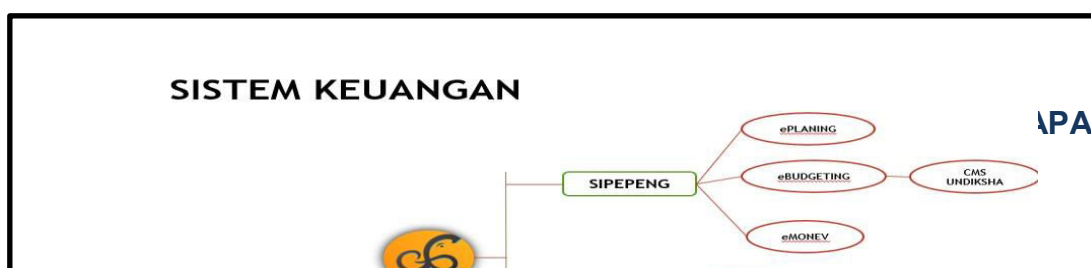 SISTEM KEUANGAN
ePLANING
APA
SIPEPENG
eBUDGETING
CMS
UNDIKSHA
eMONEV